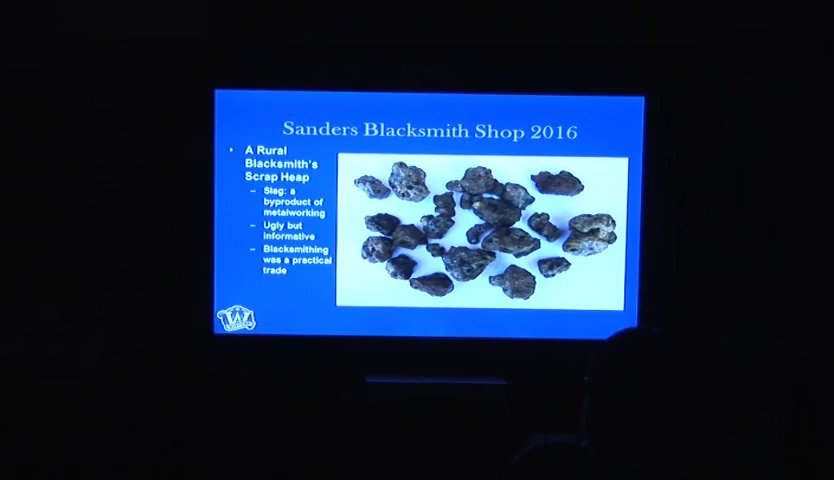 Sanders Blacksmith Shop 2016
• A Rural
Blacksmith's
Scrap Heap
– Slag: a
byproduct of
metalworking
– Ugly but
informative
– Blacksmithing
was a practical
trade
W